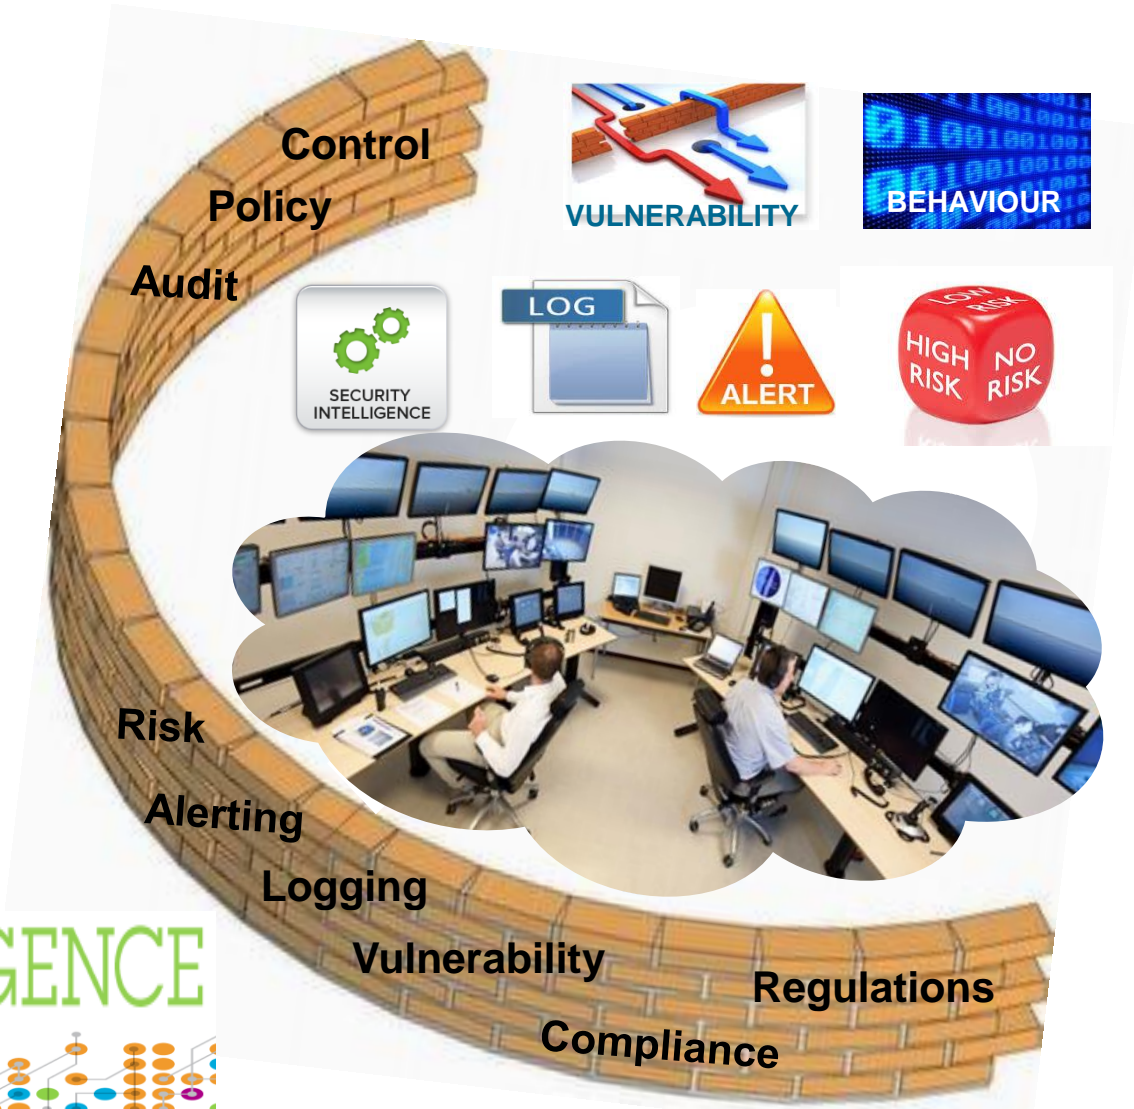 Control
Policy
Audit
VULNERABILITY
BEHAVIOUR
SECURITY
INTELLIGENCE
LOG
ALERT
LOW
RISK
HIGH
RISK
NO
RISK
Risk
Alerting
Logging
Vulnerability
Regulations
Compliance
GENCE